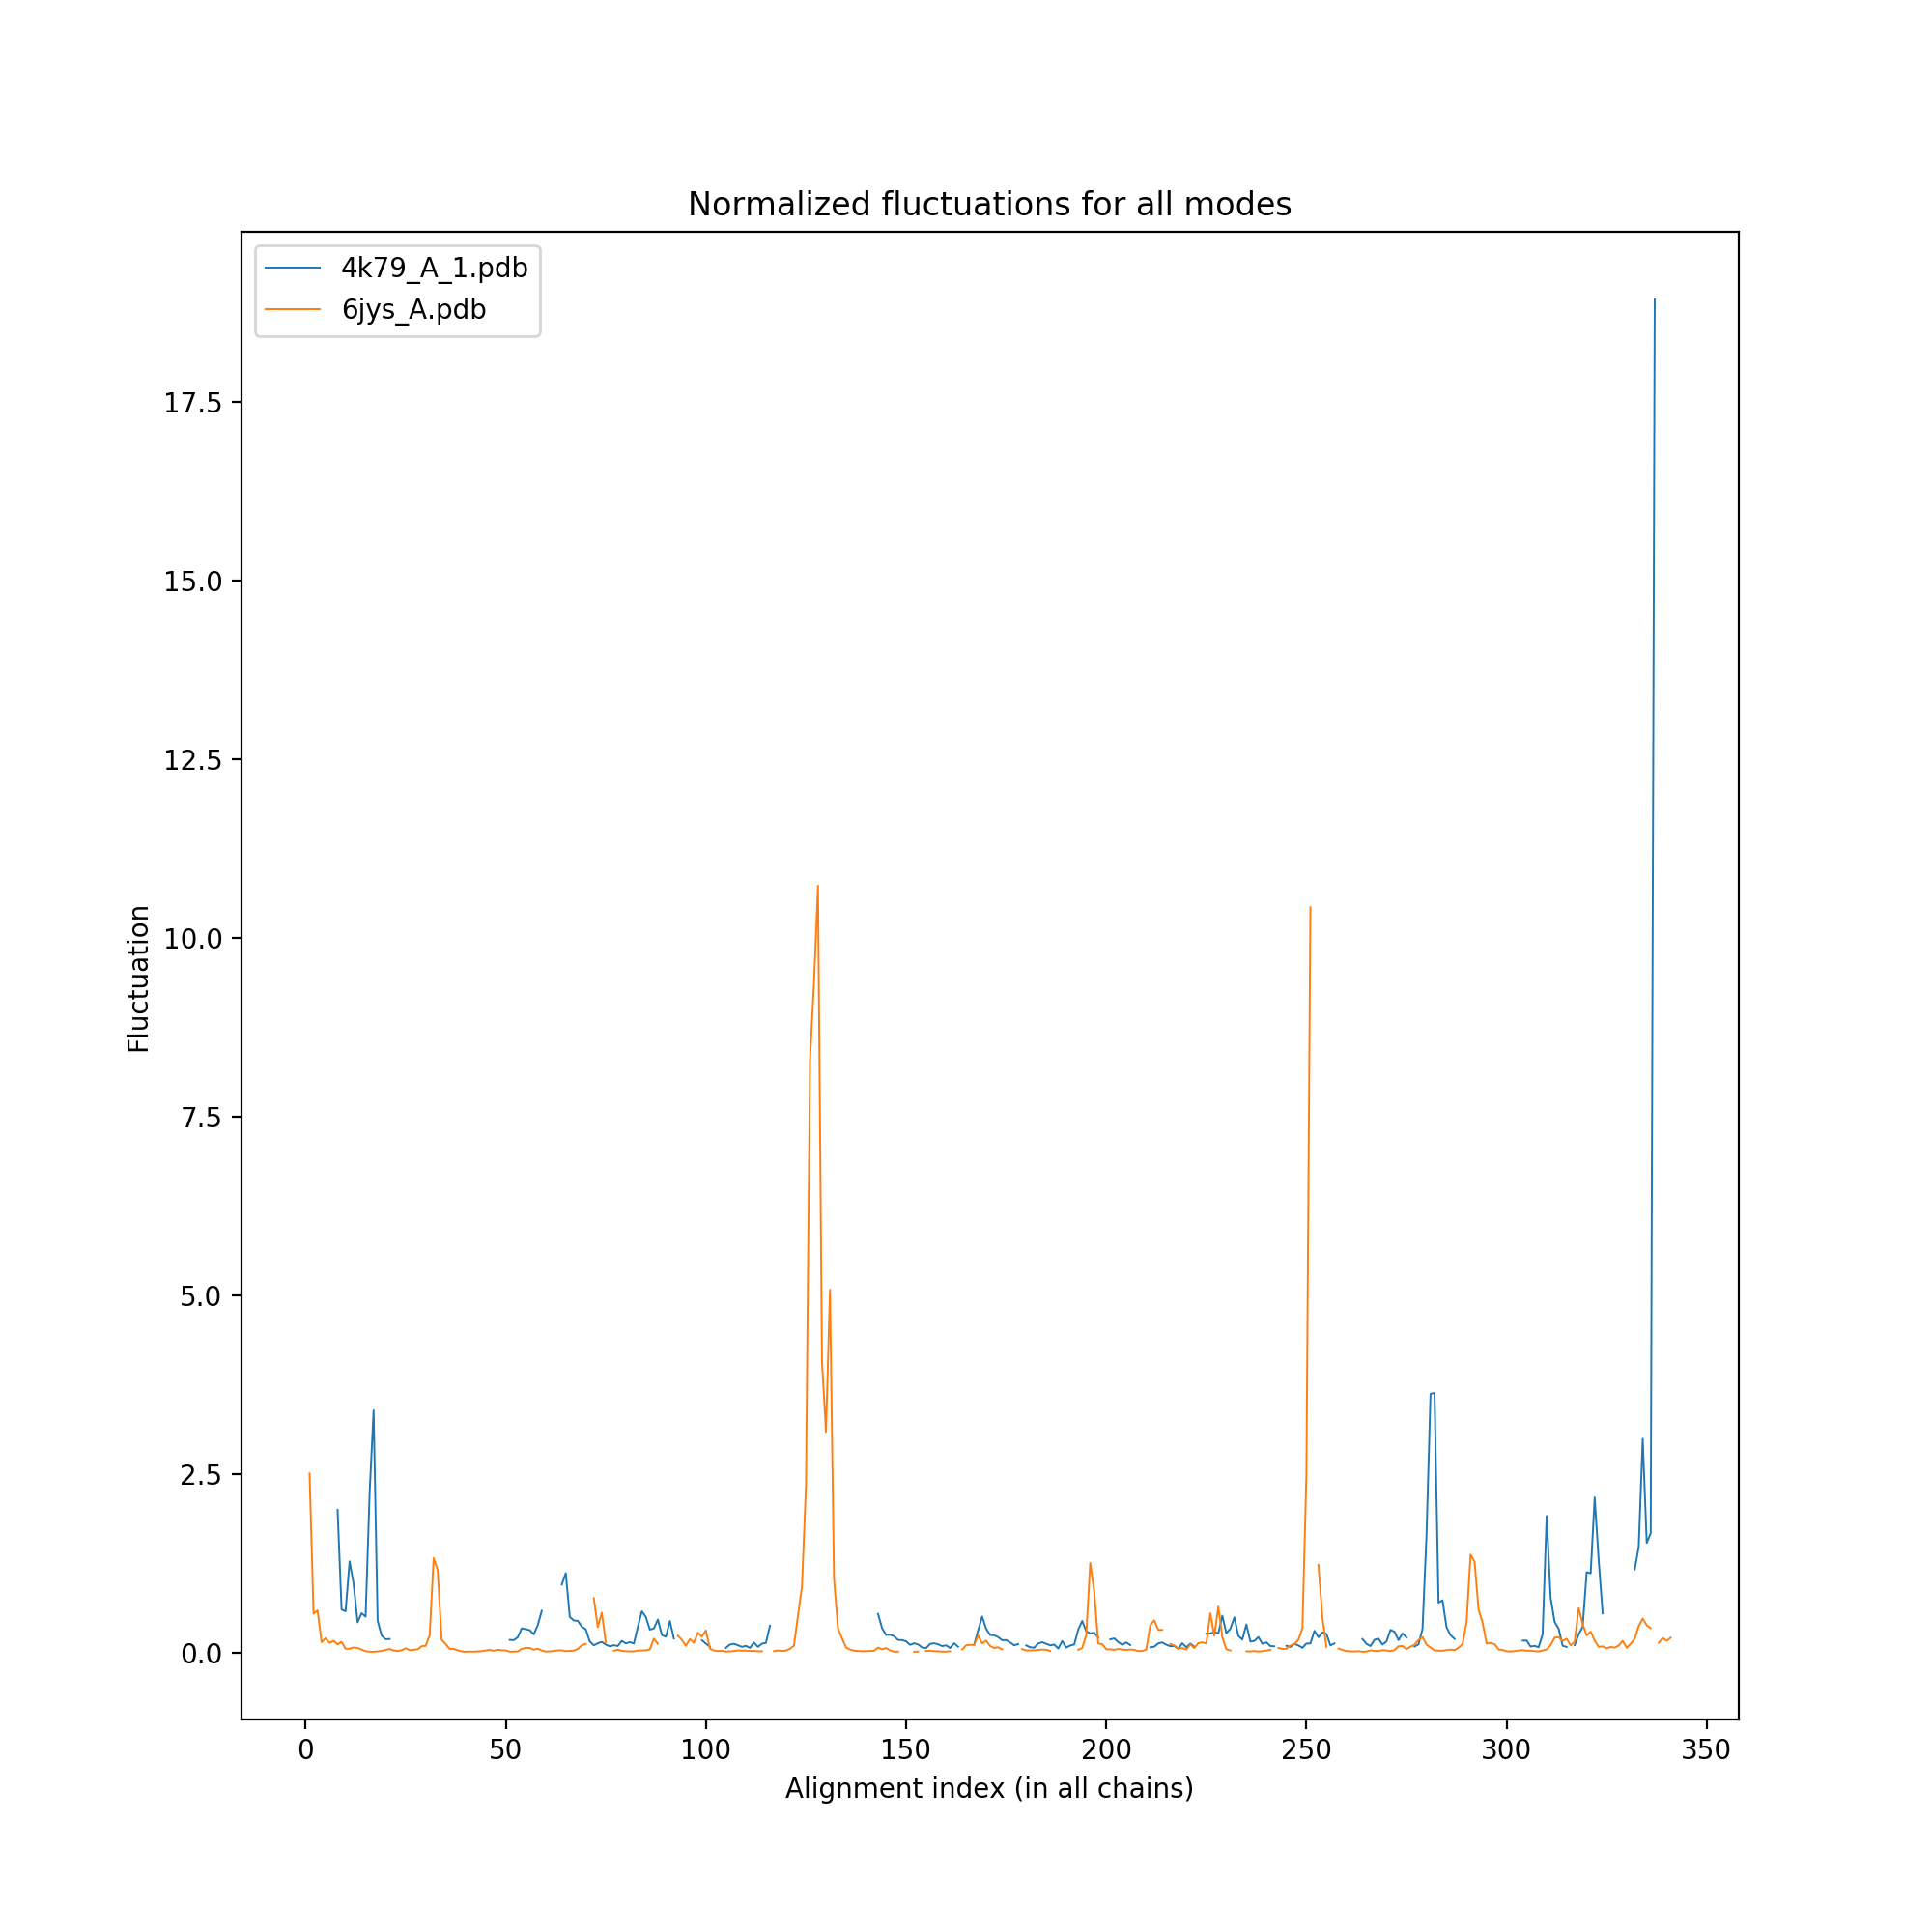 Normalized fluctuations for all modes
4k79_A_1.pdb
6jys_A.pdb
17.5
15.0
12.5
10.0
7.5
5.0
2.5
0.0
Fluctuation
0 50 100 150 200 250 300 350
Alignment index (in all chains)